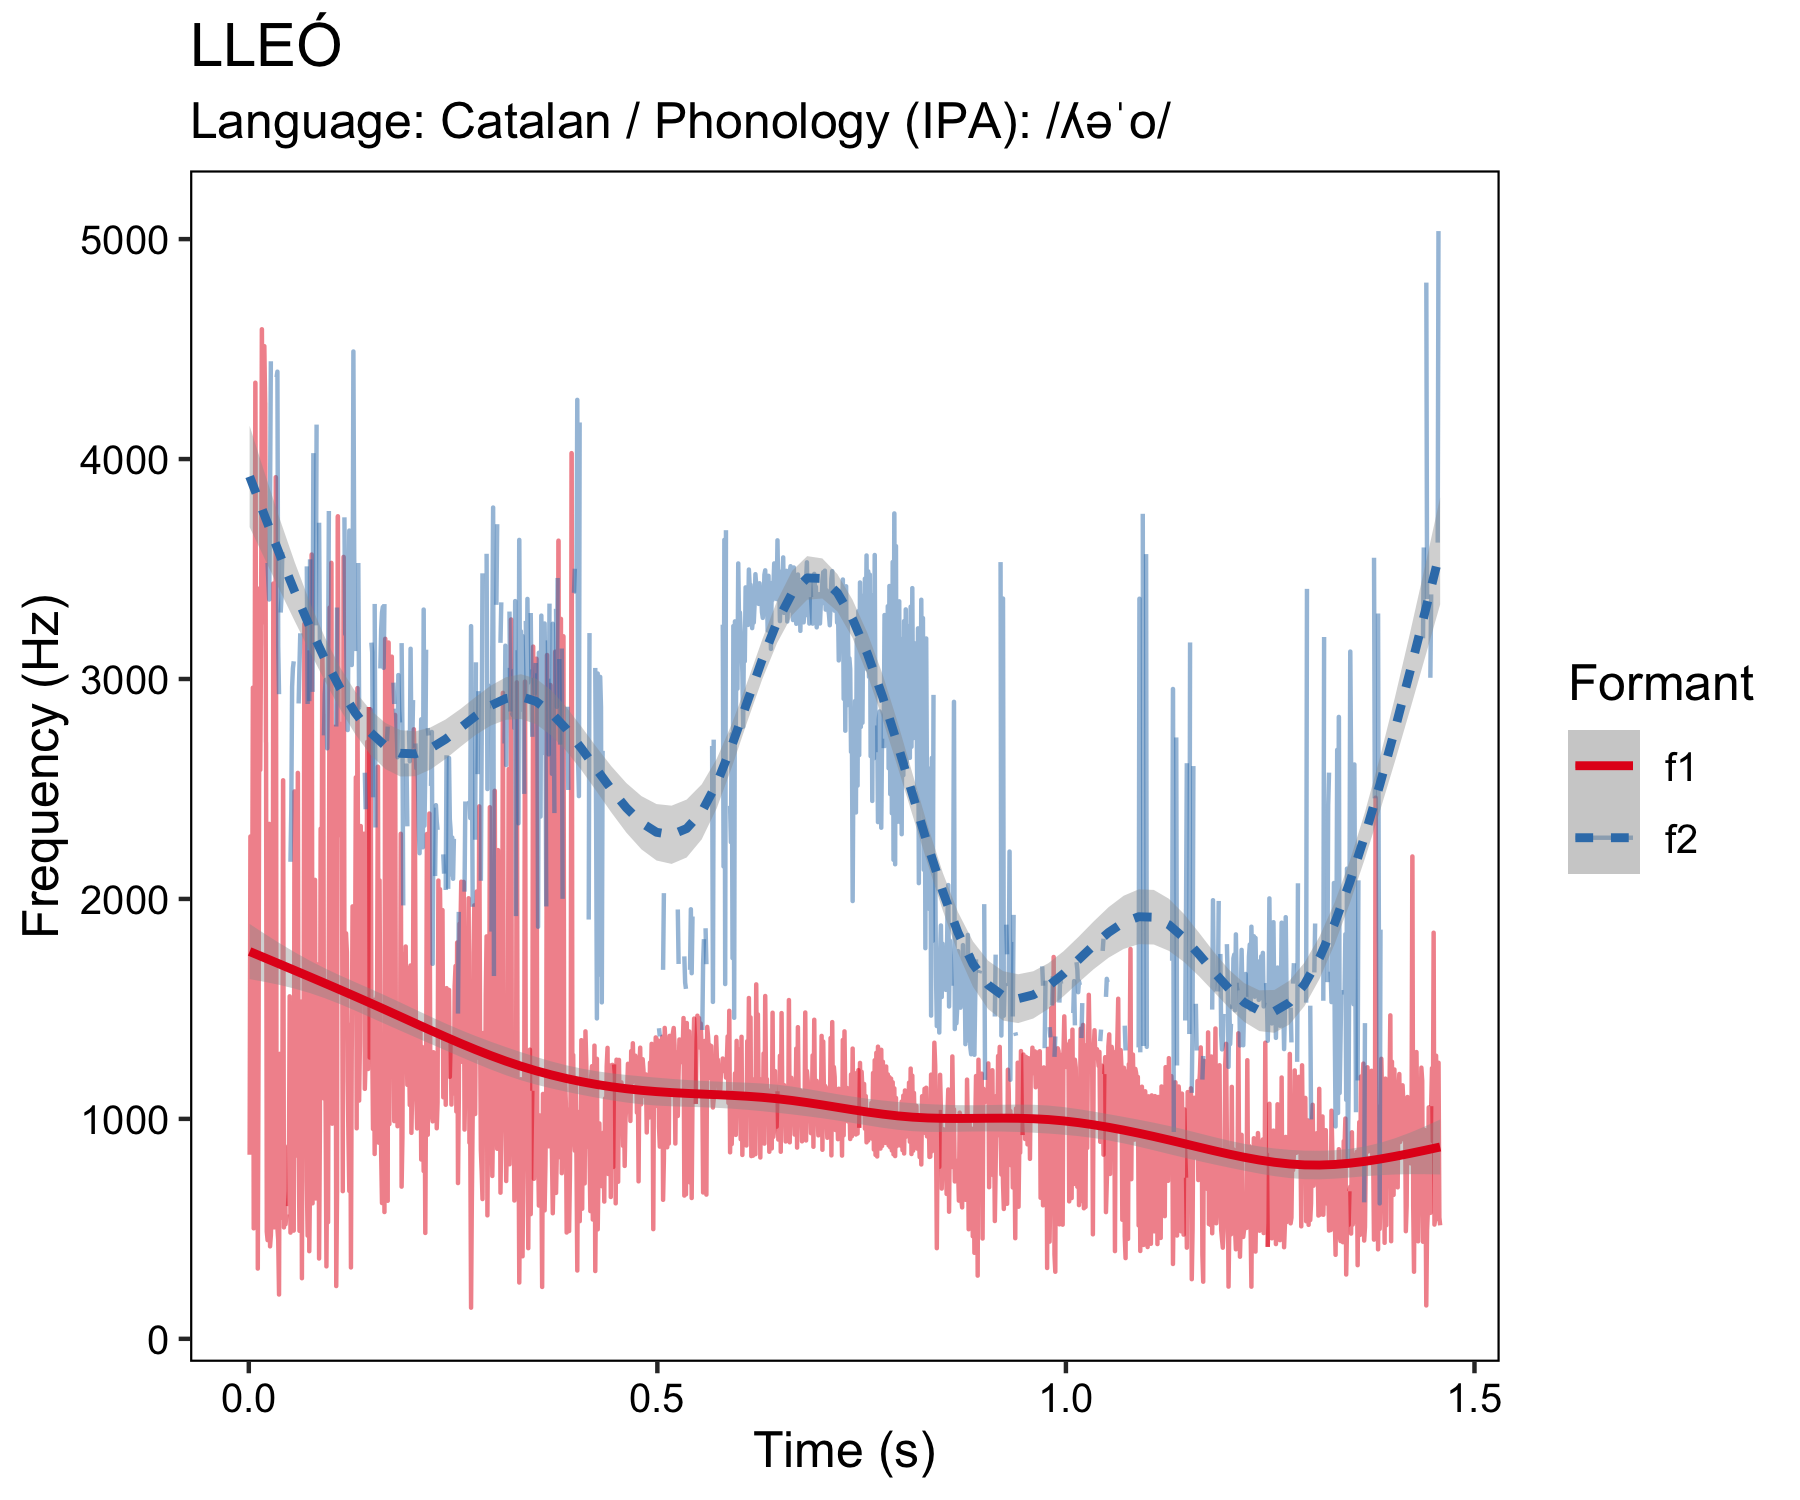 LLEÓ
Language: Catalan / Phonology (IPA): /ʎəˈo/
5000
4000
3000
2000
1000
0
Frequency (Hz)
0.0 0.5 1.0 1.5
Time (s)
Formant
f1
f2